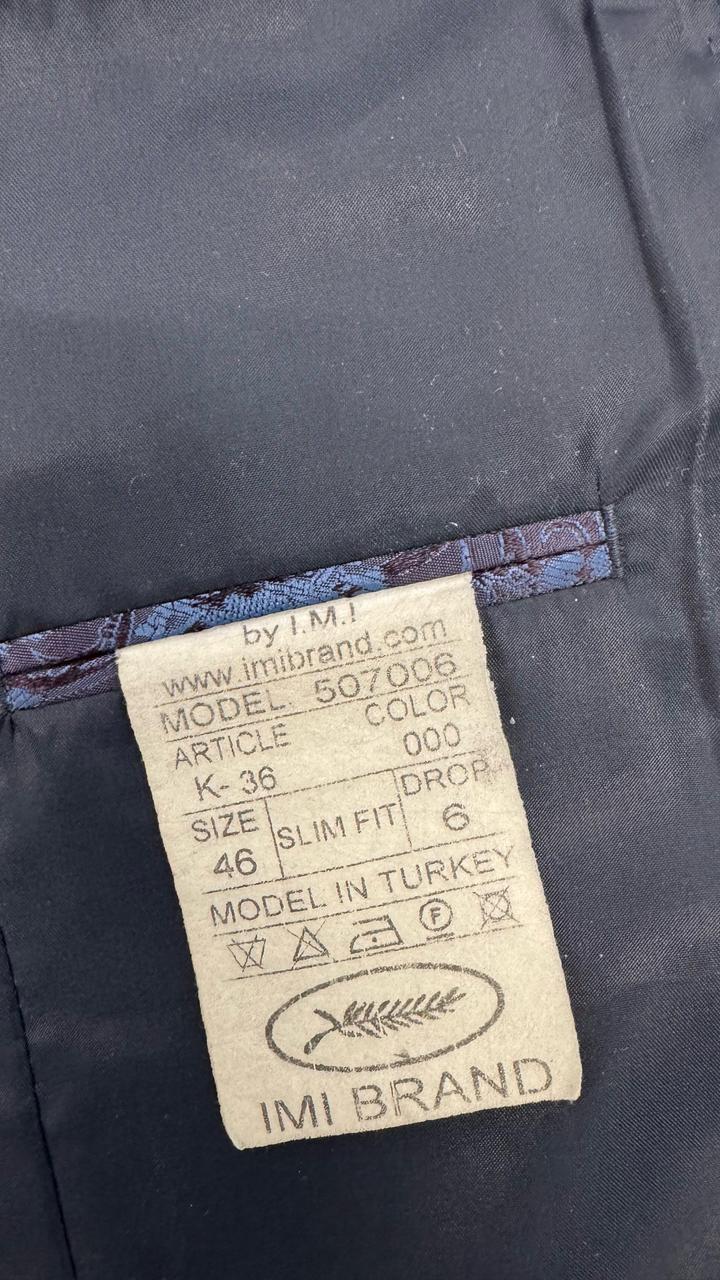 by I.M.I
www.imibrand.com
MODEL: 507006
ARTICLE COLOR
K-36 000
SIZE SLIM FIT DROP
46 6
MODEL IN TURKEY
F
IMI BRAND